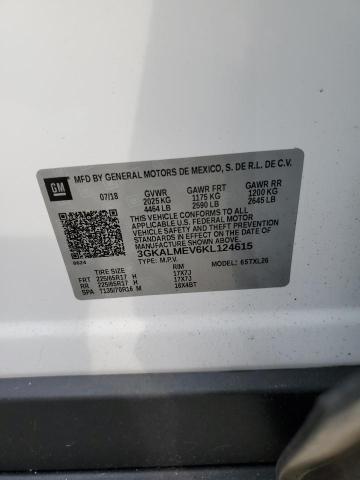 MFD BY GENERAL MOTORS DE MEXICO, S. DE R.L. DE C.V.
GM
07/18 GVWR GAWR FRT GAWR RR
2025 KG 1175 KG 1200 KG
4464 LB 2590 LB 2645 LB
THIS VEHICLE CONFORMS TO ALL
APPLICABLE U.S. FEDERAL MOTOR
VEHICLE SAFETY STANDARDS IN EFFECT
ON THE DATE OF MANUFACTURE SHOWN ABOVE.
3GKALMEV6KL124615
TYPE: M.P.V. MODEL: 6STXL26
TIRE SIZE RIM
FRT 225/65R17 H 17X7J
RR 225/65R17 H 17X7J
SPA T135/70R16 M 16X4BT